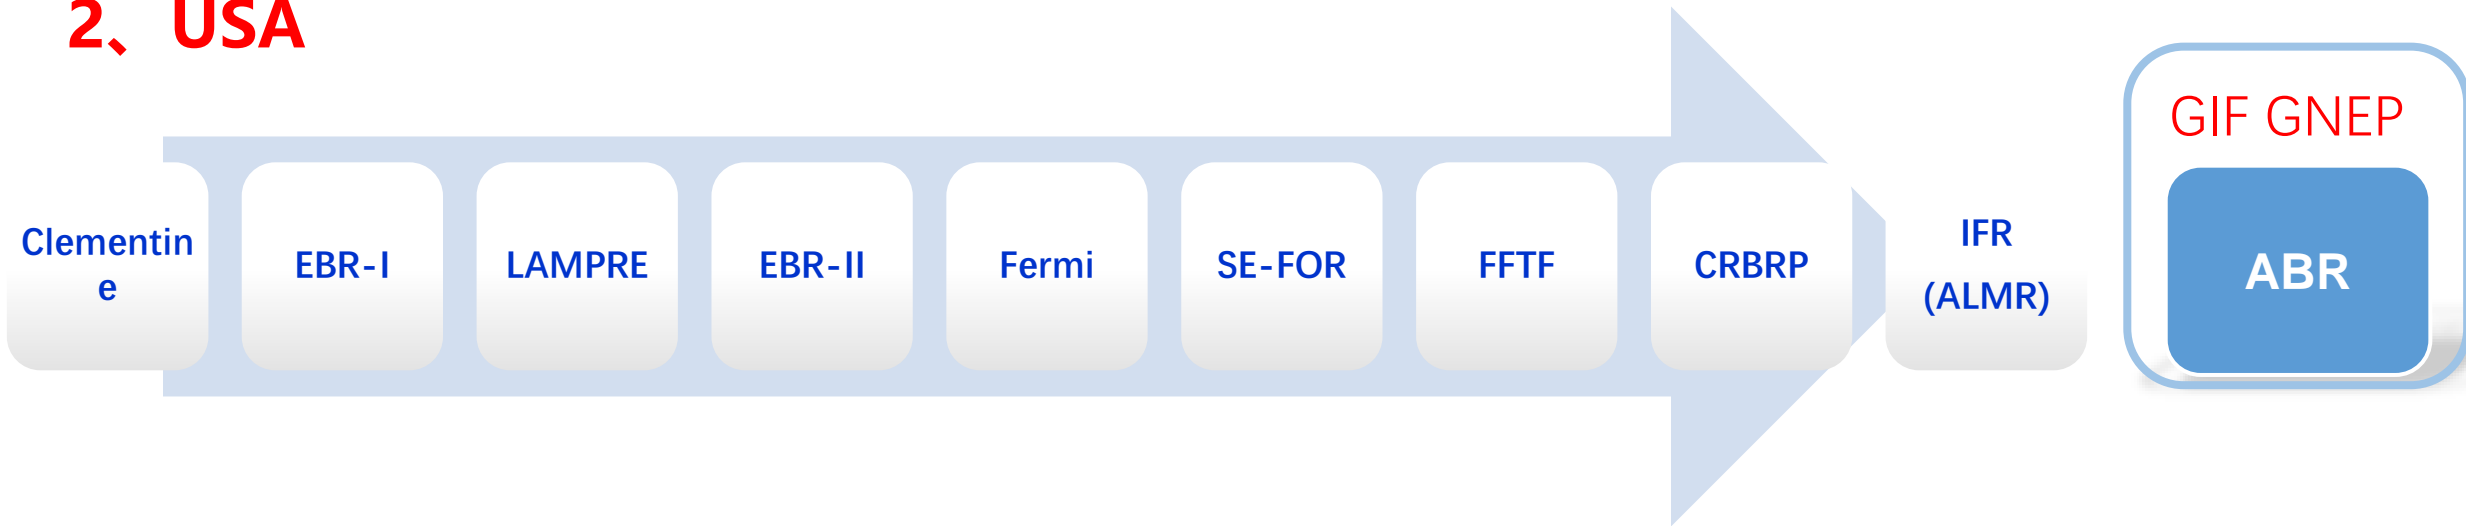 2、USA
GIF GNEP
Clementin
e
EBR-I
LAMPRE
EBR-II
Fermi
SE-FOR
FFTF
CRBRP
IFR
(ALMR)
ABR